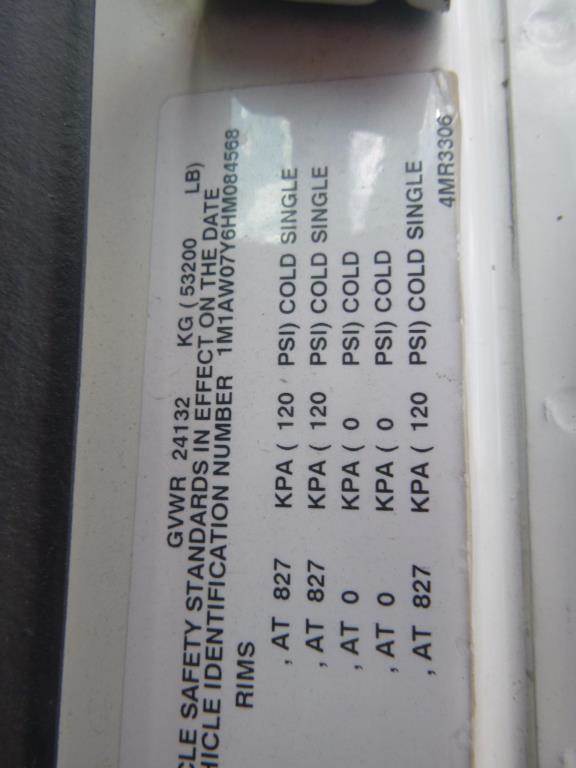 GVWR 24132 KG ( 53200 LB)
CLE SAFETY STANDARDS IN EFFECT ON THE DATE
HICLE IDENTIFICATION NUMBER 1M1AW07Y6HM084568
RIMS
, AT 827 KPA ( 120 PSI) COLD SINGLE
, AT 827 KPA ( 120 PSI) COLD SINGLE
, AT 0 KPA ( 0 PSI) COLD
, AT 0 KPA ( 0 PSI) COLD
, AT 827 KPA ( 120 PSI) COLD SINGLE
4MR3306